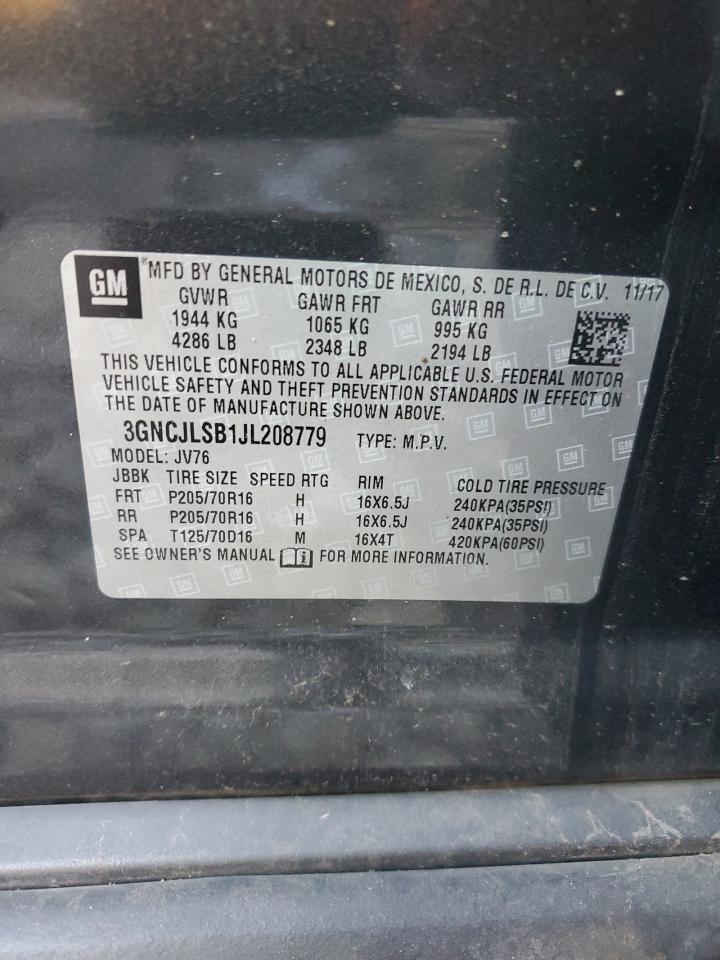 GM *MFD BY GENERAL MOTORS DE MEXICO, S. DE R.L. DE C.V. 11/17
GVWR GAWR FRT GAWR RR
1944 KG 1065 KG 995 KG
4286 LB 2348 LB 2194 LB
THIS VEHICLE CONFORMS TO ALL APPLICABLE U.S. FEDERAL MOTOR
VEHICLE SAFETY AND THEFT PREVENTION STANDARDS IN EFFECT ON
THE DATE OF MANUFACTURE SHOWN ABOVE.
3GNCJLSB1JL208779 TYPE: M.P.V.
MODEL: JV76
JBBK TIRE SIZE SPEED RTG RIM COLD TIRE PRESSURE
FRT P205/70R16 H 16X6.5J 240KPA(35PSI)
RR P205/70R16 H 16X6.5J 240KPA(35PSI)
SPA T125/70D16 M 16X4T 420KPA(60PSI)
SEE OWNER'S MANUAL i FOR MORE INFORMATION.